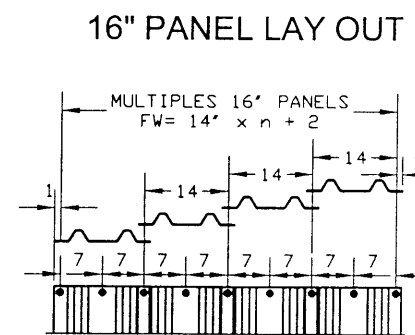 16" PANEL LAY OUT
MULTIPLES 16" PANELS
FW= 14" x n + 2
14
14
14
1
7 7 7 7 7 7 7 7